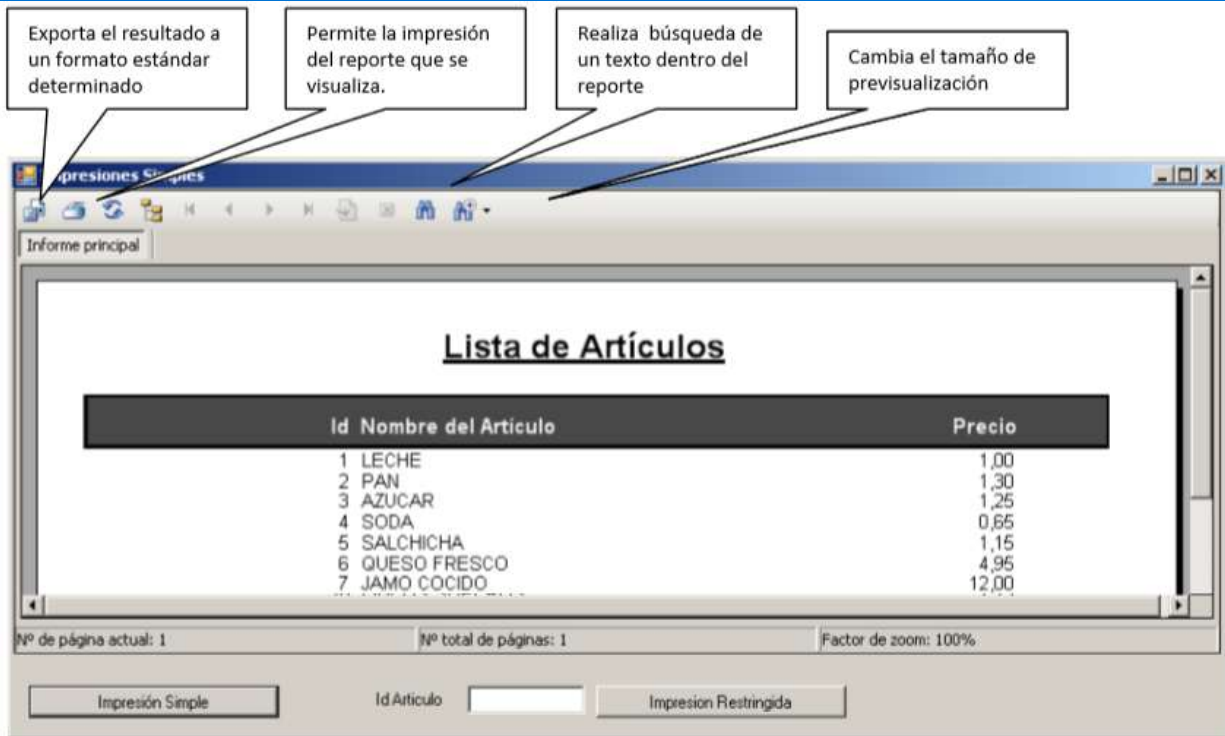 Exporta el resultado a
un formato estándar
determinado
Permite la impresión
del reporte que se
visualiza.
Realiza búsqueda de
un texto dentro del
reporte
Cambia el tamaño de
previsualización
Impresiones Simples
Informe principal
Lista de Artículos
Id Nombre del Articulo Precio
1 LECHE 1,00
2 PAN 1,30
3 AZUCAR 1,25
4 SODA 0,65
5 SALCHICHA 1,15
6 QUESO FRESCO 4,95
7 JAMO COCIDO 12,00
Nº de página actual: 1 Nº total de páginas: 1 Factor de zoom: 100%
Impresión Simple Id Articulo Impresion Restringida